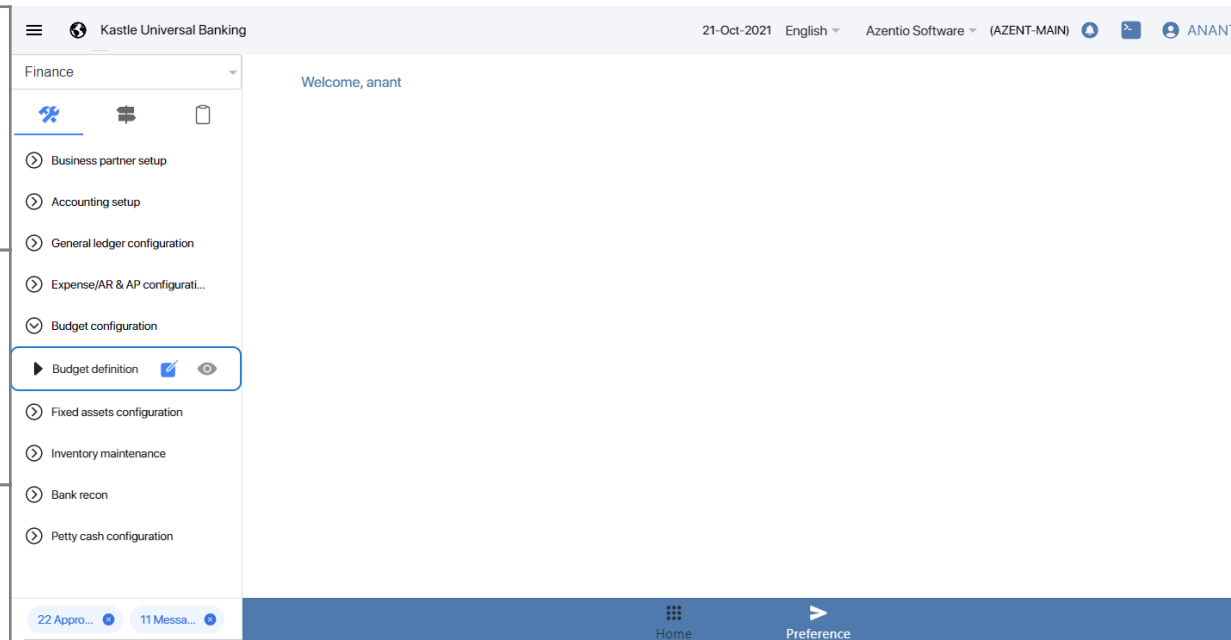 Kastle Universal Banking
21-Oct-2021 English Azentio Software (AZENT-MAIN) ANANT
Finance
Welcome, anant
Business partner setup
Accounting setup
General ledger configuration
Expense/AR & AP configurati...
Budget configuration
Budget definition
Fixed assets configuration
Inventory maintenance
Bank recon
Petty cash configuration
22 Appro... 11 Messa...
Home Preference